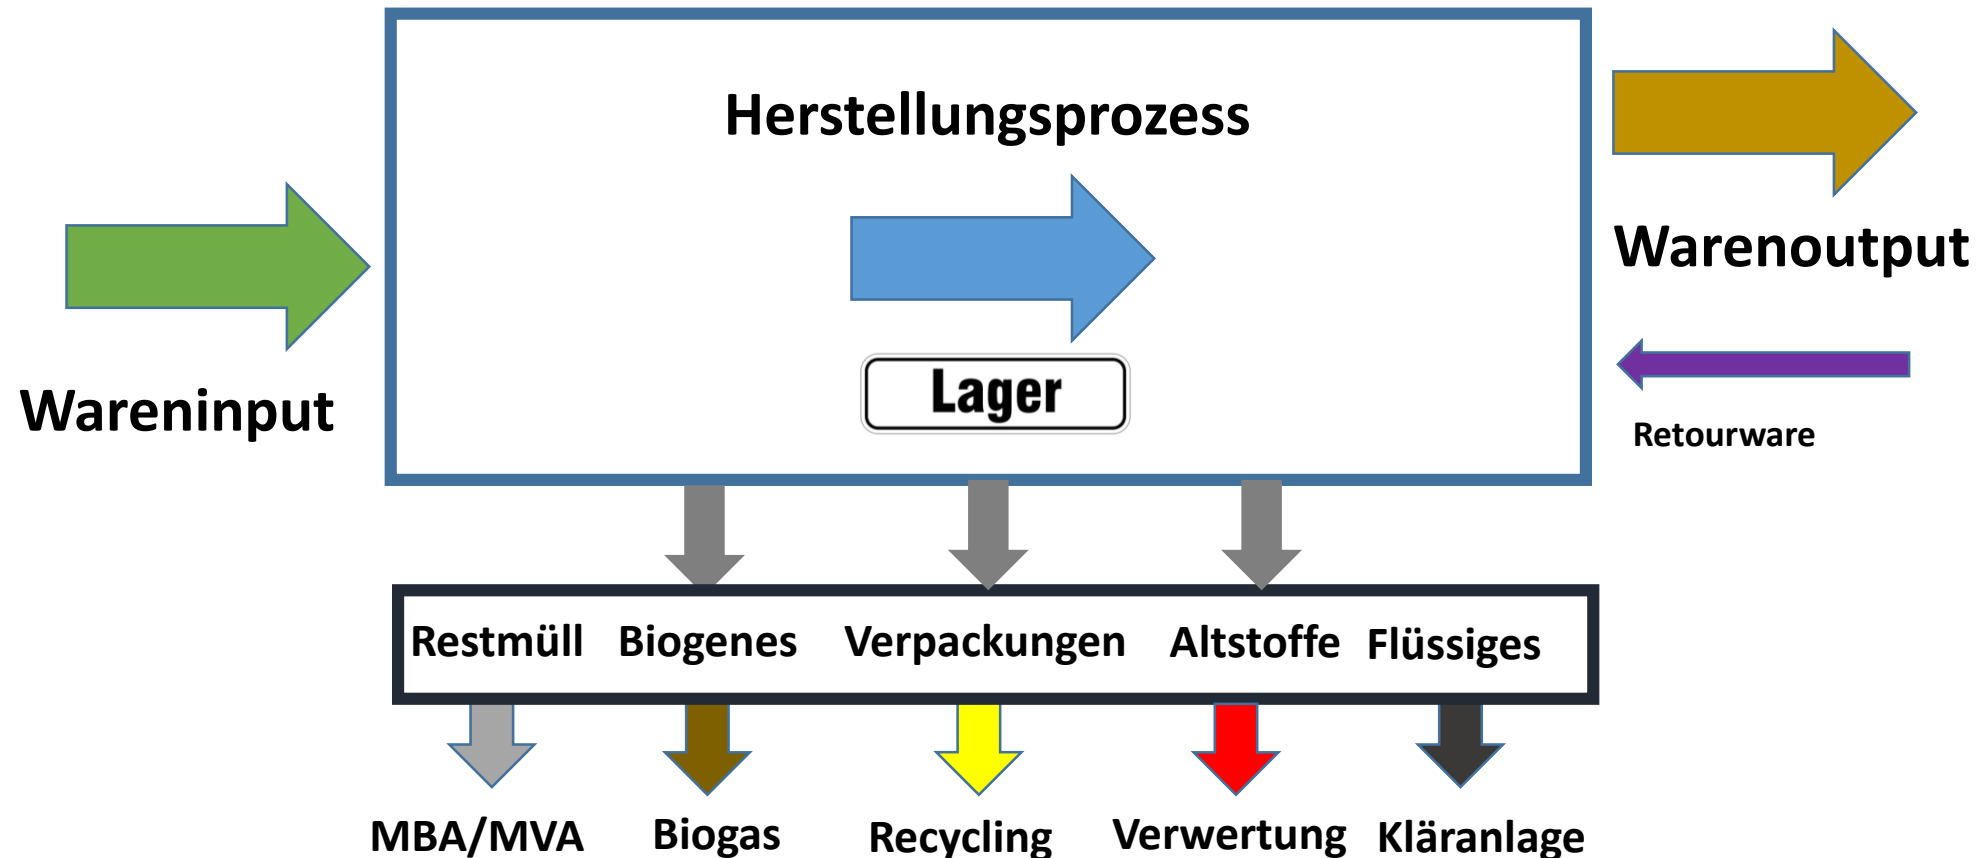 Herstellungsprozess
Warenoutput
Wareninput
Lager
Retourware
Restmüll Biogenes Verpackungen Altstoffe Flüssiges
MBA/MVA Biogas Recycling Verwertung Kläranlage